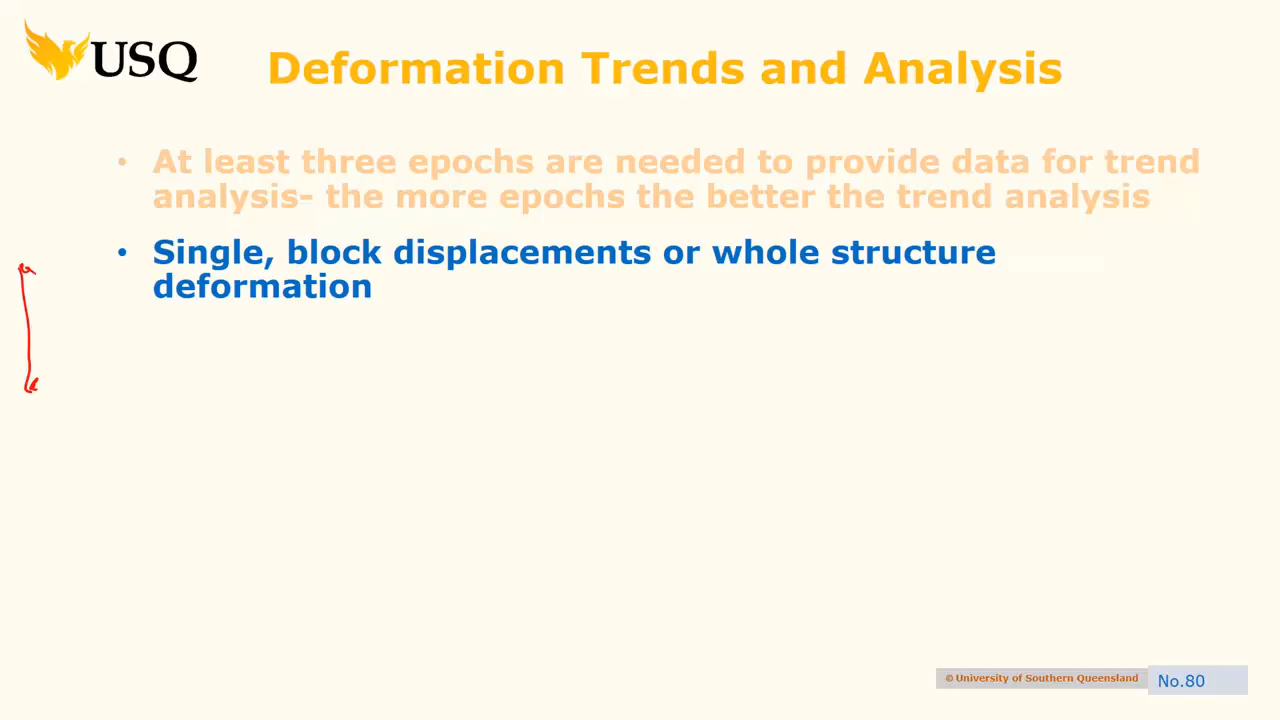 USQ
Deformation Trends and Analysis
• At least three epochs are needed to provide data for trend
analysis- the more epochs the better the trend analysis
• Single, block displacements or whole structure
deformation
© University of Southern Queensland
No.80